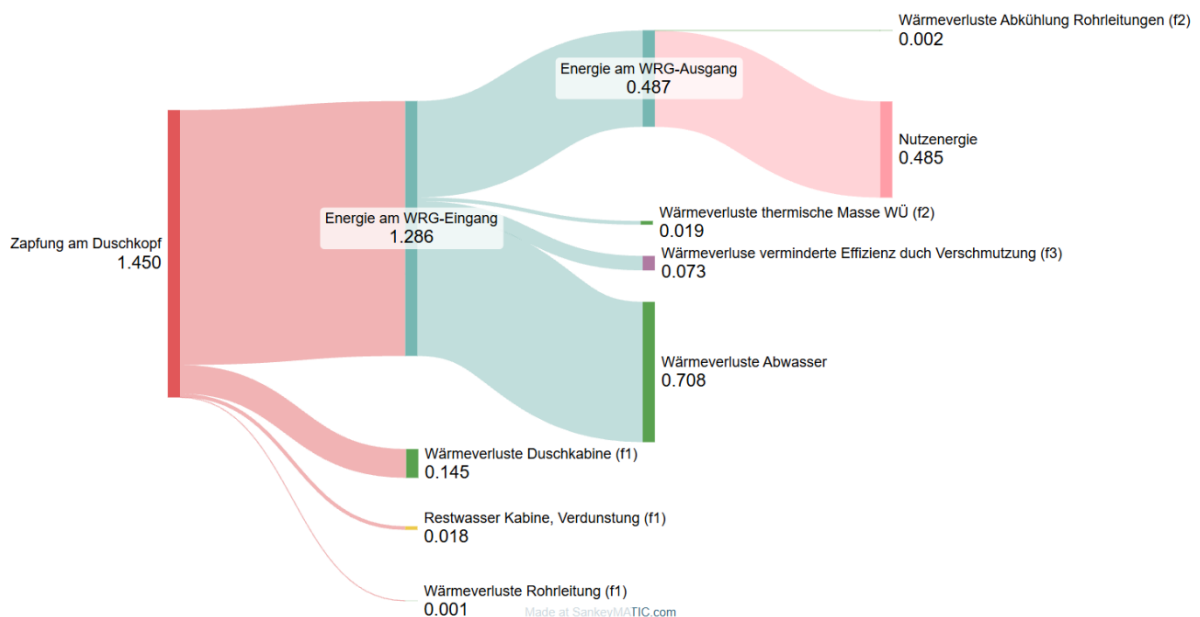 Wärmeverluste Abkühlung Rohrleitungen (f2)
0.002
Energie am WRG-Ausgang
0.487
Nutzenergie
0.485
Wärmeverluste thermische Masse WÜ (f2)
0.019
Energie am WRG-Eingang
1.286
Zapfung am Duschkopf
1.450
Wärmeverluse verminderte Effizienz duch Verschmutzung (f3)
0.073
Wärmeverluste Abwasser
0.708
Wärmeverluste Duschkabine (f1)
0.145
Restwasser Kabine, Verdunstung (f1)
0.018
Wärmeverluste Rohrleitung (f1)
0.001
Made at SankeyMATIC.com